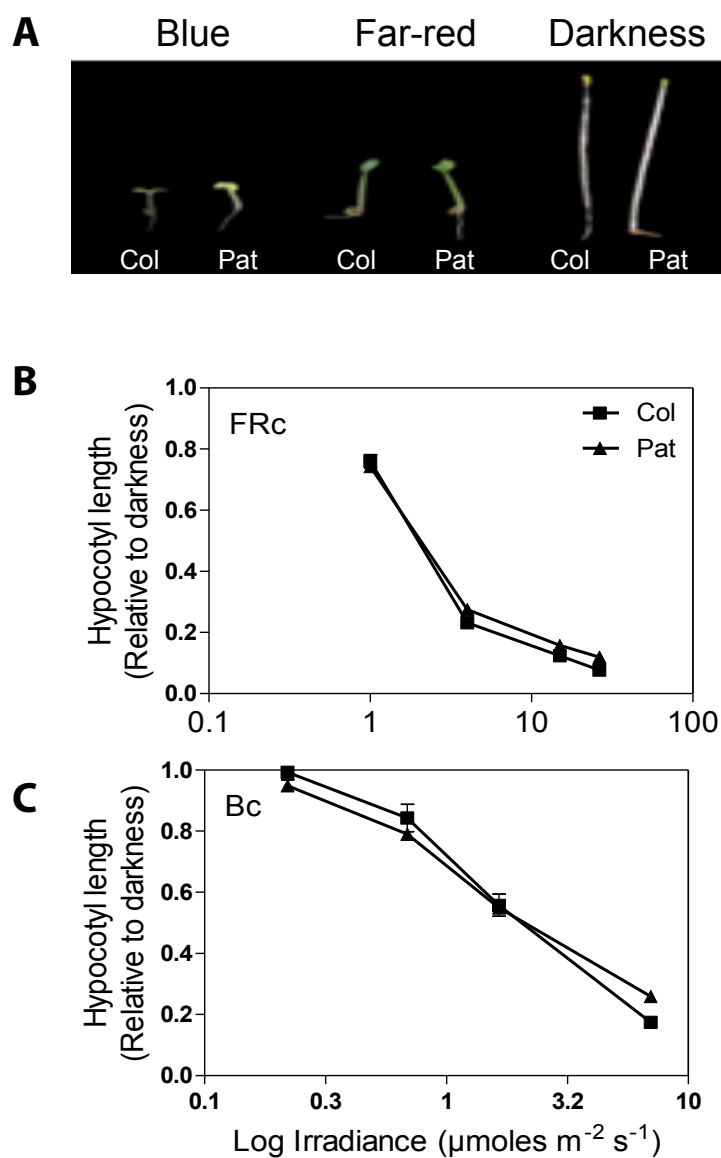 A
Blue Far-red Darkness
Col Pat Col Pat Col Pat
B
Hypocotyl length
(Relative to darkness)
1.0
0.8
0.6
0.4
0.2
0.0
FRc
Col
Pat
0.1 1 10 100
C
Hypocotyl length
(Relative to darkness)
1.0
0.8
0.6
0.4
0.2
0.0
Bc
0.1 0.3 1 3.2 10
Log Irradiance (μmoles m⁻² s⁻¹)